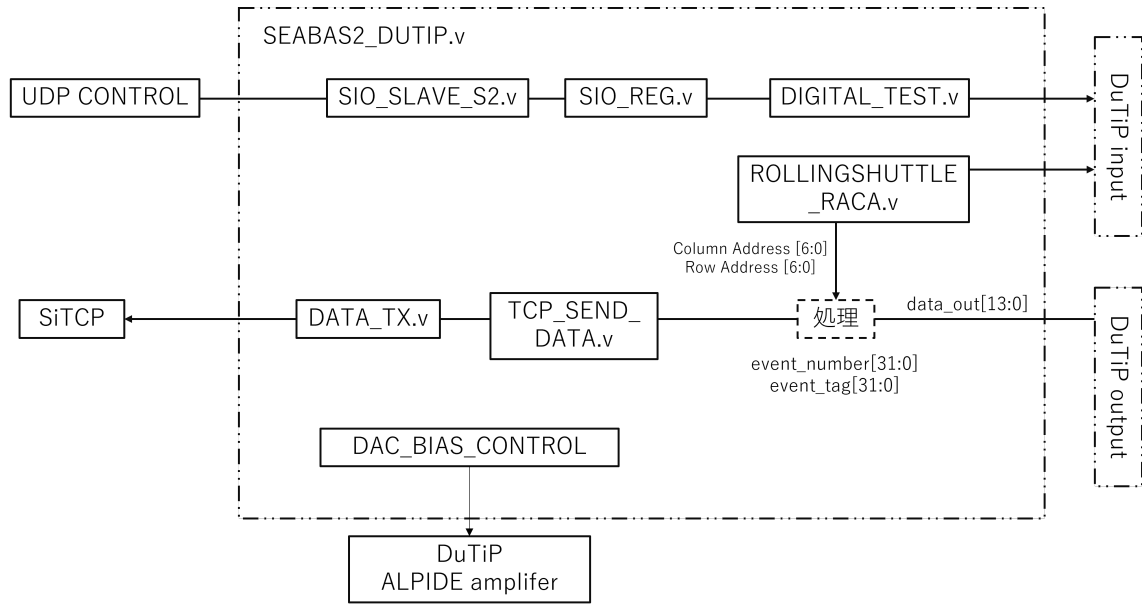 SEABAS2_DUTIP.v
UDP CONTROL
SIO_SLAVE_S2.v
SIO_REG.v
DIGITAL_TEST.v
DuTiP input
ROLLINGSHUTTLE
_RACA.v
Column Address [6:0]
Row Address [6:0]
SiTCP
DATA_TX.v
TCP_SEND_
DATA.v
処理
data_out[13:0]
event_number[31:0]
event_tag[31:0]
DuTiP output
DAC_BIAS_CONTROL
DuTiP
ALPIDE amplifer